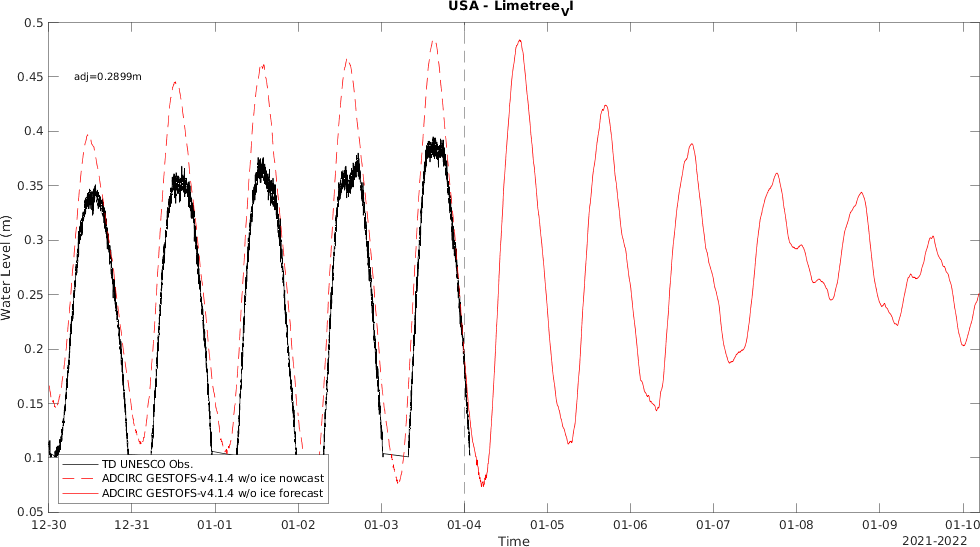 USA - Limetree_VI
0.5
0.45
adj=0.2899m
0.4
0.35
0.3
0.25
0.2
0.15
0.1
0.05
Water Level (m)
TD UNESCO Obs.
ADCIRC GESTOFS-v4.1.4 w/o ice nowcast
ADCIRC GESTOFS-v4.1.4 w/o ice forecast
12-30 12-31 01-01 01-02 01-03 01-04 01-05 01-06 01-07 01-08 01-09 01-10
Time
2021-2022